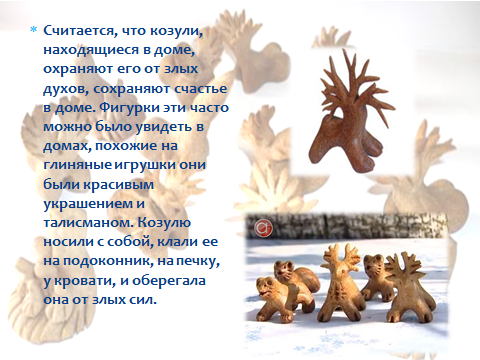 Считается, что козули,
находящиеся в доме,
охраняют его от злых
духов, сохраняют счастье
в доме. Фигурки эти часто
можно было увидеть в
домах, похожие на
глиняные игрушки они
были красивым
украшением и
талисманом. Козулю
носили с собой, клали ее
на подоконник, на печку,
у кровати, и оберегала
она от злых сил.